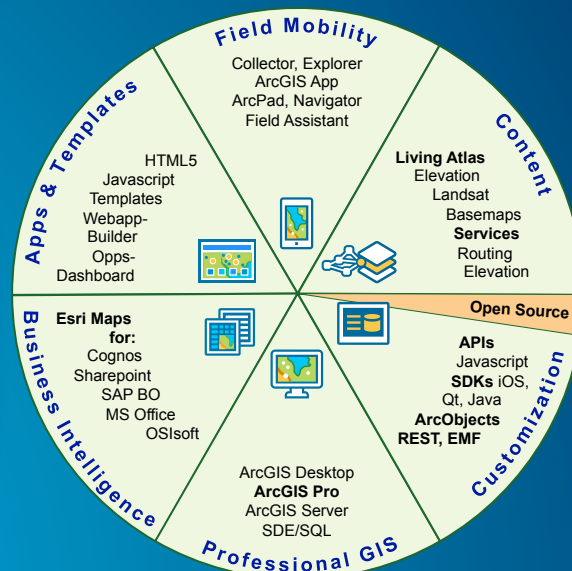 Field Mobility
Collector, Explorer
ArcGIS App
ArcPad, Navigator
Field Assistant
Content
Living Atlas
Elevation
Landsat
Basemaps
Services
Routing
Elevation
Open Source
Customization
APIs
Javascript
SDKs iOS,
Qt, Java
ArcObjects
REST, EMF
Professional GIS
ArcGIS Desktop
ArcGIS Pro
ArcGIS Server
SDE/SQL
Business Intelligence
Esri Maps
for:
Cognos
Sharepoint
SAP BO
MS Office
OSIsoft
Apps & Templates
HTML5
Javascript
Templates
Webapp-
Builder
Opps-
Dashboard